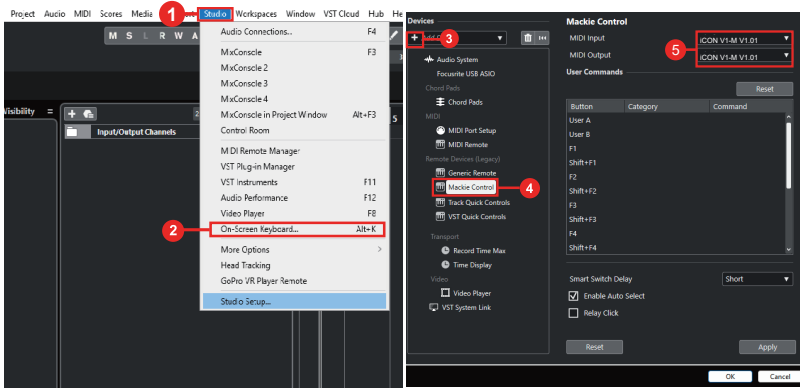 Project Audio MIDI Scores Media Studio Workspaces Window VST Cloud Hub He
1
M S L R W A
Audio Connections... F4
MixConsole F3
MixConsole 2
MixConsole 3
MixConsole 4
MixConsole in Project Window Alt+F3
Control Room
MIDI Remote Manager
VST Plug-in Manager
VST Instruments F11
Audio Performance F12
Video Player F8
2
On-Screen Keyboard... Alt+K
More Options >
Head Tracking
GoPro VR Player Remote
Studio Setup...
Visibility
Input/Output Channels
2
5
Devices
+
3
Audio System
Focusrite USB ASIO
Chord Pads
Chord Pads
MIDI
MIDI Port Setup
MIDI Remote
Remote Devices (Legacy)
Generic Remote
Mackie Control
4
Track Quick Controls
VST Quick Controls
Transport
Record Time Max
Time Display
Video
Video Player
VST System Link
Mackie Control
MIDI Input iCON V1-M V1.01
MIDI Output iCON V1-M V1.01
5
User Commands
Reset
Button Category Command
User A
User B
F1
Shift+F1
F2
Shift+F2
F3
Shift+F3
F4
Shift+F4
Smart Switch Delay Short
Enable Auto Select
Relay Click
Reset Apply
OK Cancel